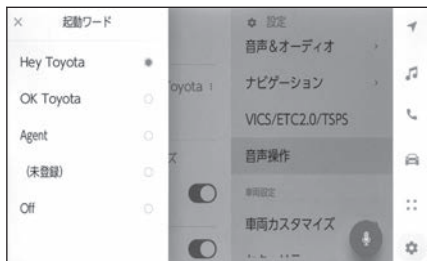 × 起動ワード
Hey Toyota
OK Toyota
Agent
(未登録)
Off
oyota
ズ
設定
音声&オーディオ
ナビゲーション
VICS/ETC2.0/TSPS
音声操作
車両設定
車両カスタマイズ